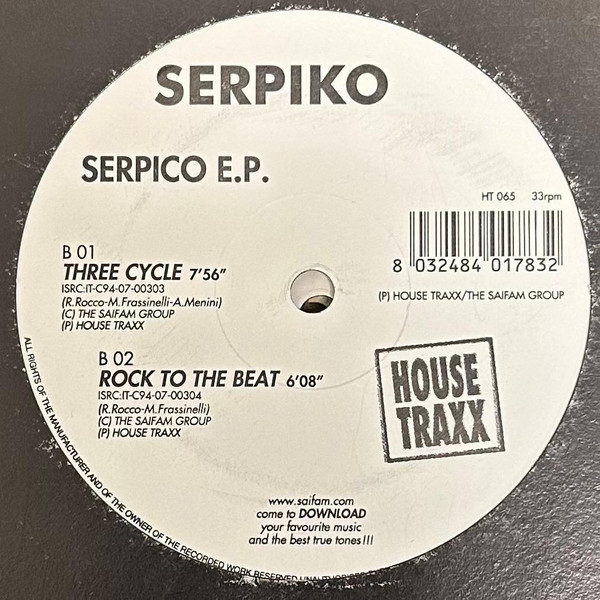 SERPIKO
SERPICO E.P.
HT 065 33rpm
8 032484 017832
(P) HOUSE TRAXX/THE SAIFAM GROUP
B 01
THREE CYCLE 7'56"
ISRC:IT-C94-07-00303
(R.Rocco-M.Frassinelli-A.Menini)
(C) THE SAIFAM GROUP
(P) HOUSE TRAXX
B 02
ROCK TO THE BEAT 6'08"
ISRC:IT-C94-07-00304
(R.Rocco-M.Frassinelli)
(C) THE SAIFAM GROUP
(P) HOUSE TRAXX
HOUSE
TRAXX
www.saifam.com
come to DOWNLOAD
your favourite music
and the best true tones!!!
ALL RIGHTS OF THE MANUFACTURER AND OF THE OWNER OF THE RECORDED WORK RESERVED